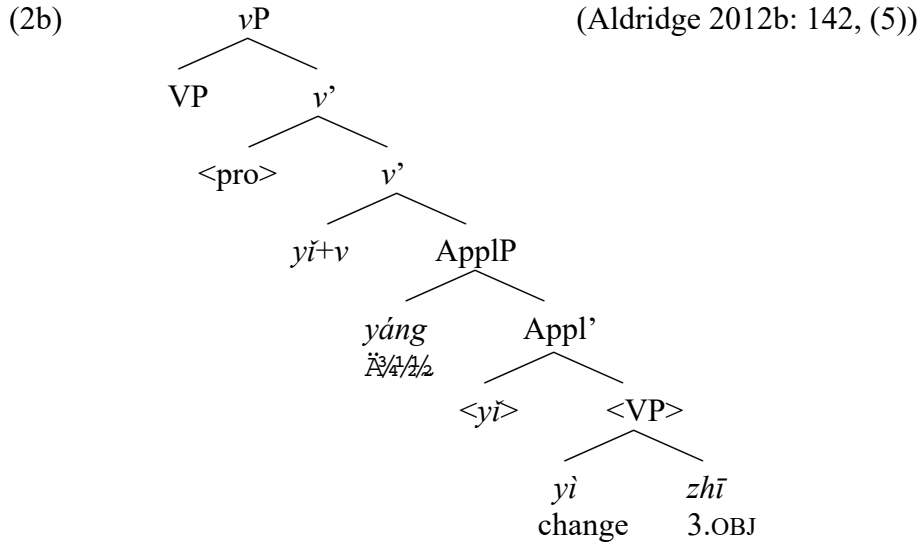 (2b) vP (Aldridge 2012b: 142, (5))
VP v’
<pro> v’
yǐ+v ApplP
yáng Appl’
<yǐ> <VP>
yì zhī
change 3.OBJ